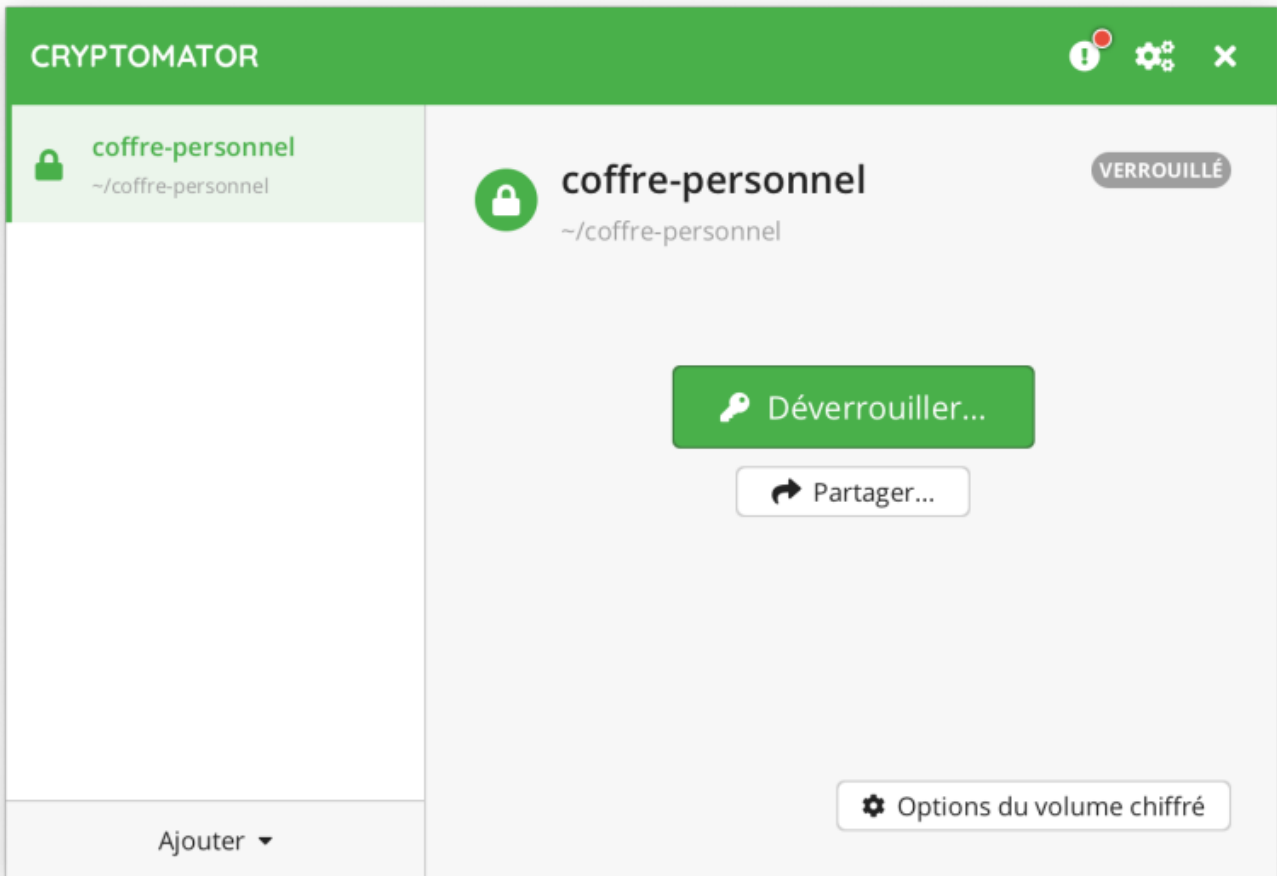 CRYPTOMATOR
coffre-personnel
~/coffre-personnel
Ajouter
coffre-personnel
VERROUILLÉ
~/coffre-personnel
Déverrouiller...
Partager...
Options du volume chiffré